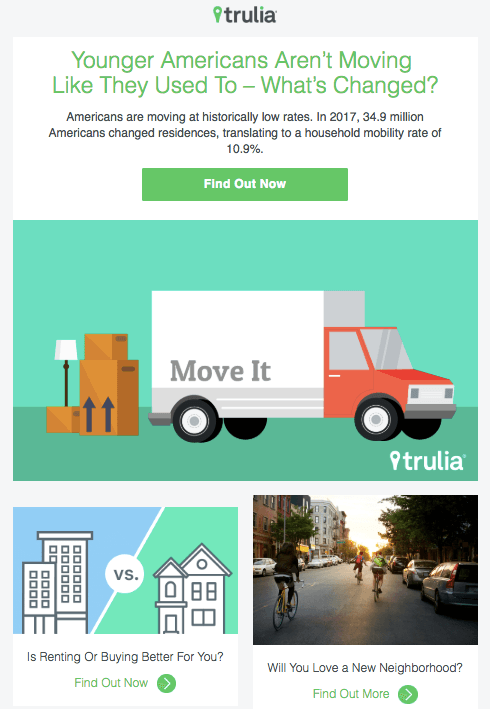 trulia
Younger Americans Aren't Moving
Like They Used To – What's Changed?
Americans are moving at historically low rates. In 2017, 34.9 million
Americans changed residences, translating to a household mobility rate of
10.9%.
Find Out Now
Move It
trulia
vs.
Is Renting Or Buying Better For You?
Find Out Now
Will You Love a New Neighborhood?
Find Out More